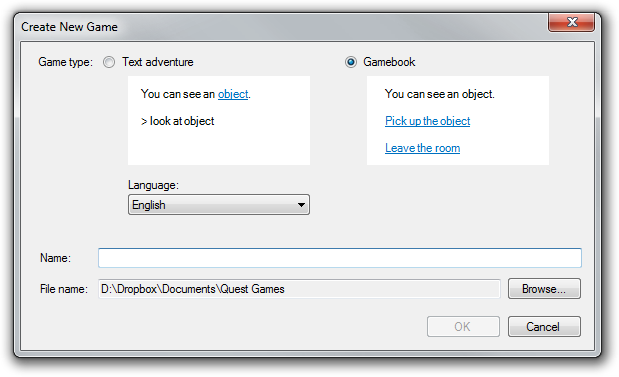 Create New Game
Game type: Text adventure Gamebook
You can see an object. You can see an object.
> look at object Pick up the object
Leave the room
Language:
English
Name:
File name: D:\Dropbox\Documents\Quest Games Browse...
OK Cancel